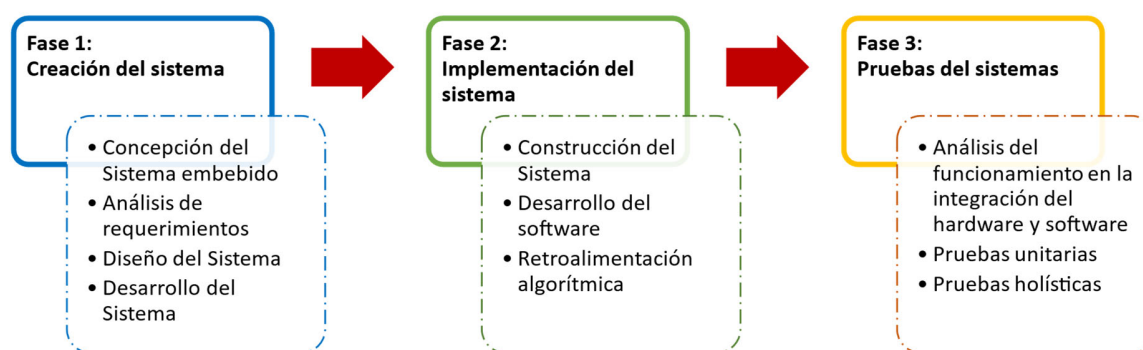 Fase 1:
Creación del sistema
• Concepción del
Sistema embebido
• Análisis de
requerimientos
• Diseño del Sistema
• Desarrollo del
Sistema
Fase 2:
Implementación del
sistema
• Construcción del
Sistema
• Desarrollo del
software
• Retroalimentación
algorítmica
Fase 3:
Pruebas del sistemas
• Análisis del
funcionamiento en la
integración del
hardware y software
• Pruebas unitarias
• Pruebas holísticas